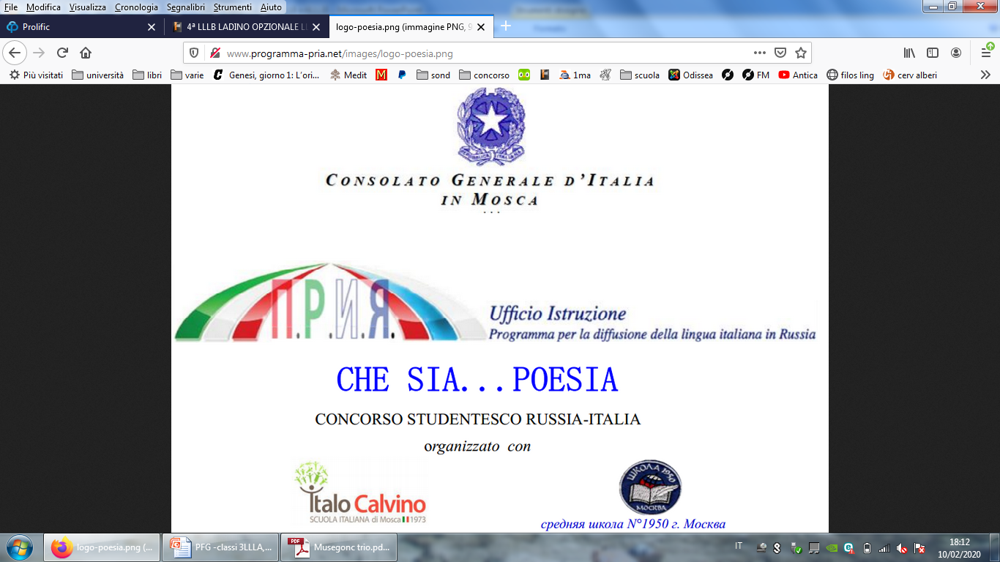 File Modifica Visualizza Cronologia Segnalibri Strumenti Aiuto
Prolific
4ª LLLB LADINO OPZIONALE LI
logo-poesia.png (immagine PNG, 9
www.programma-pria.net/images/logo-poesia.png
Più visitati università libri varie Genesi, giorno 1: L'ori... Medit sond concorso 1ma scuola Odissea FM Antica filos ling cerv alberi
REPUBBLICA ITALIANA
CONSOLATO GENERALE D'ITALIA
IN MOSCA
...
П.Р.И.Я.
Ufficio Istruzione
Programma per la diffusione della lingua italiana in Russia
CHE SIA...POESIA
CONCORSO STUDENTESCO RUSSIA-ITALIA
organizzato con
Italo Calvino
SCUOLA ITALIANA di Mosca 1973
ШКОЛА 1950
МОСКВА
средняя школа N°1950 г. Москва
logo-poesia.png (...
PFG -classi 3LLLA,...
Musegonc trio.pd...
IT
18:12
10/02/2020